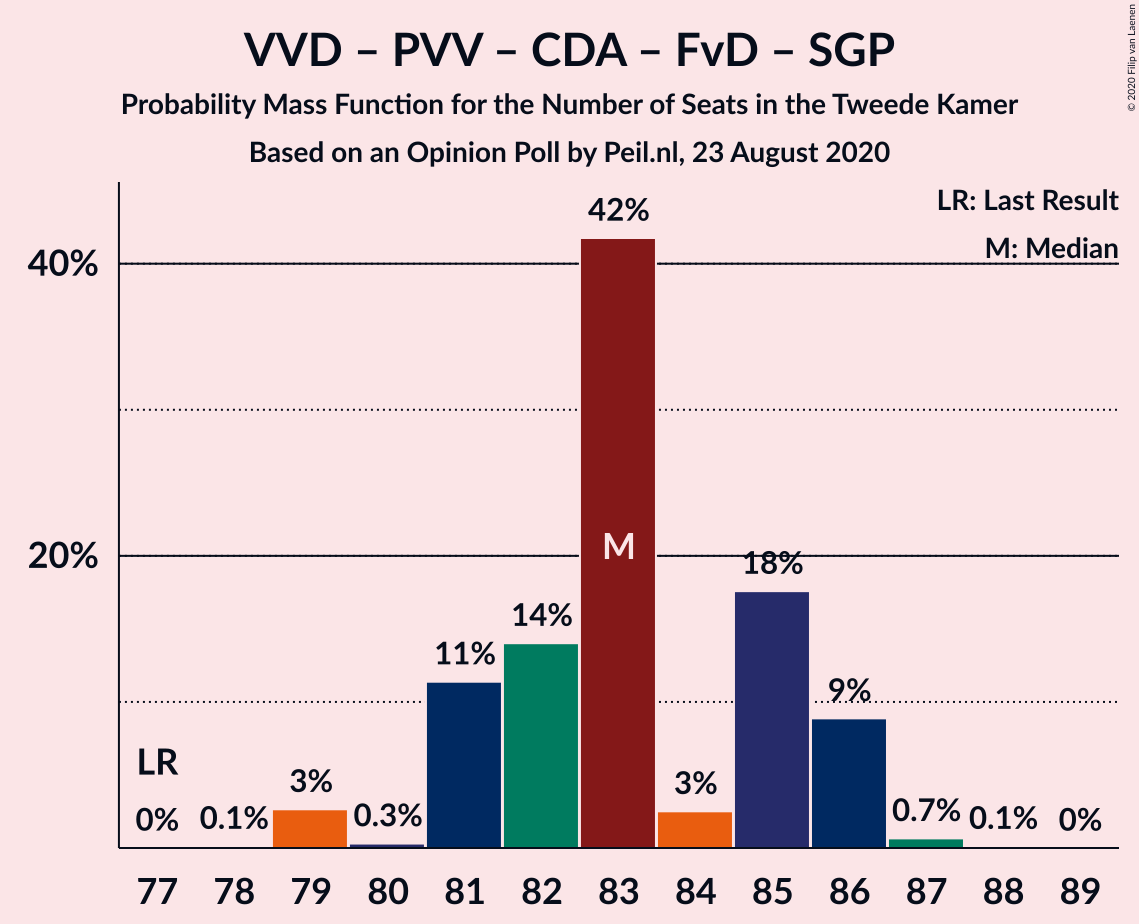 VVD – PVV – CDA – FvD – SGP
Probability Mass Function for the Number of Seats in the Tweede Kamer
Based on an Opinion Poll by Peil.nl, 23 August 2020
© 2020 Filip van Laenen
LR: Last Result
M: Median
40%
20%
LR
0%
0.1%
3%
0.3%
11%
14%
42%
M
3%
18%
9%
0.7%
0.1%
0%
77 78 79 80 81 82 83 84 85 86 87 88 89